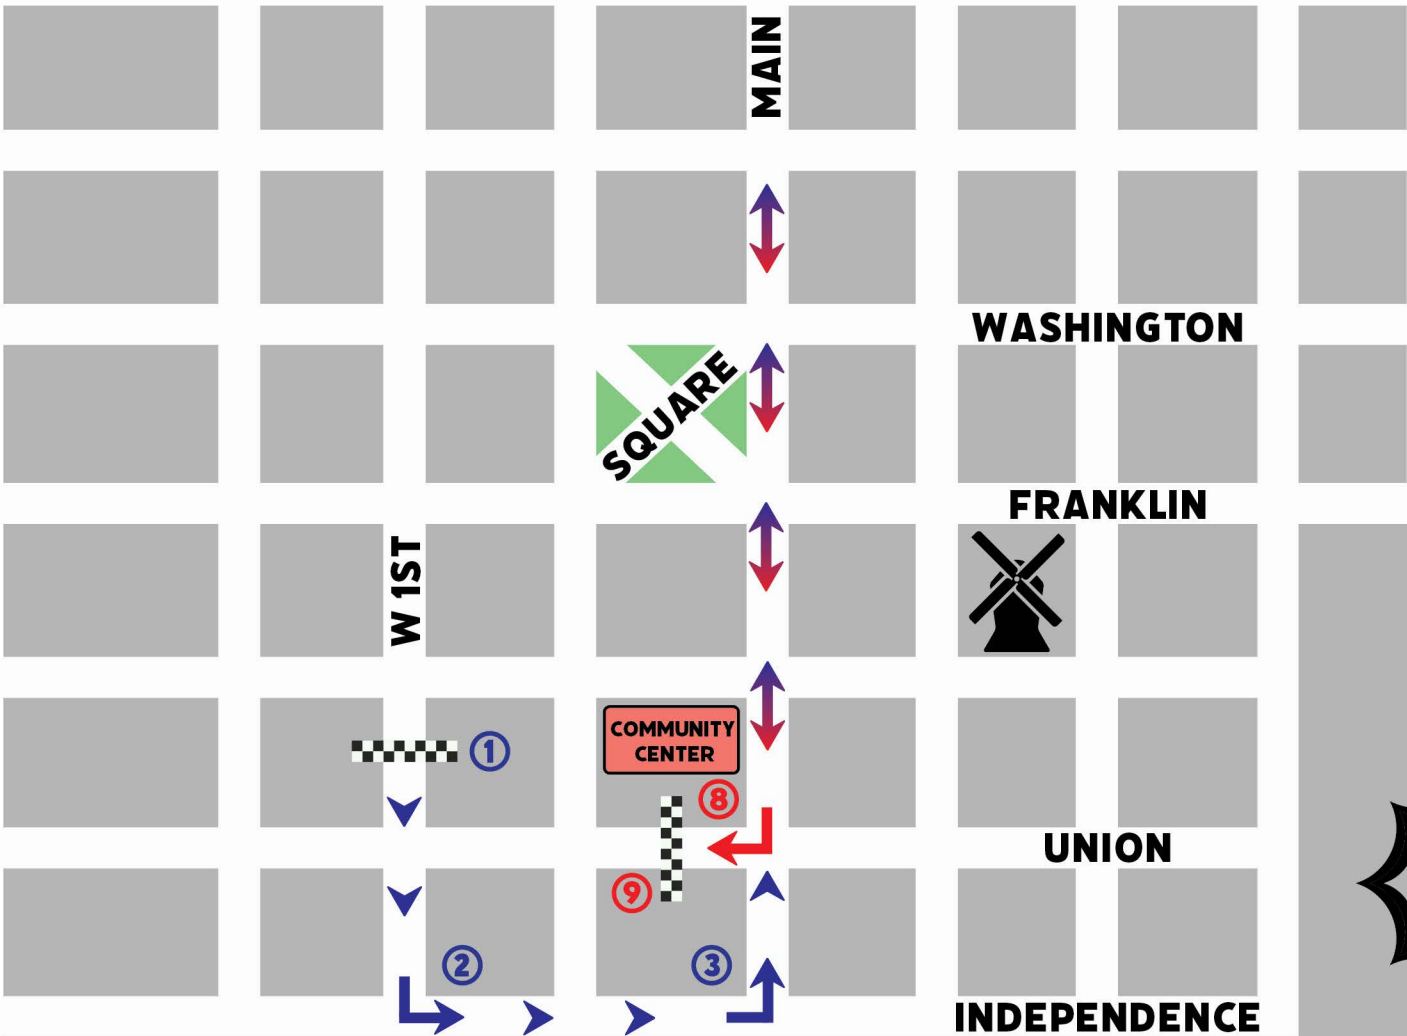 MAIN
WASHINGTON
SQUARE
FRANKLIN
W 1ST
COMMUNITY
CENTER
1
8
UNION
9
2
3
INDEPENDENCE